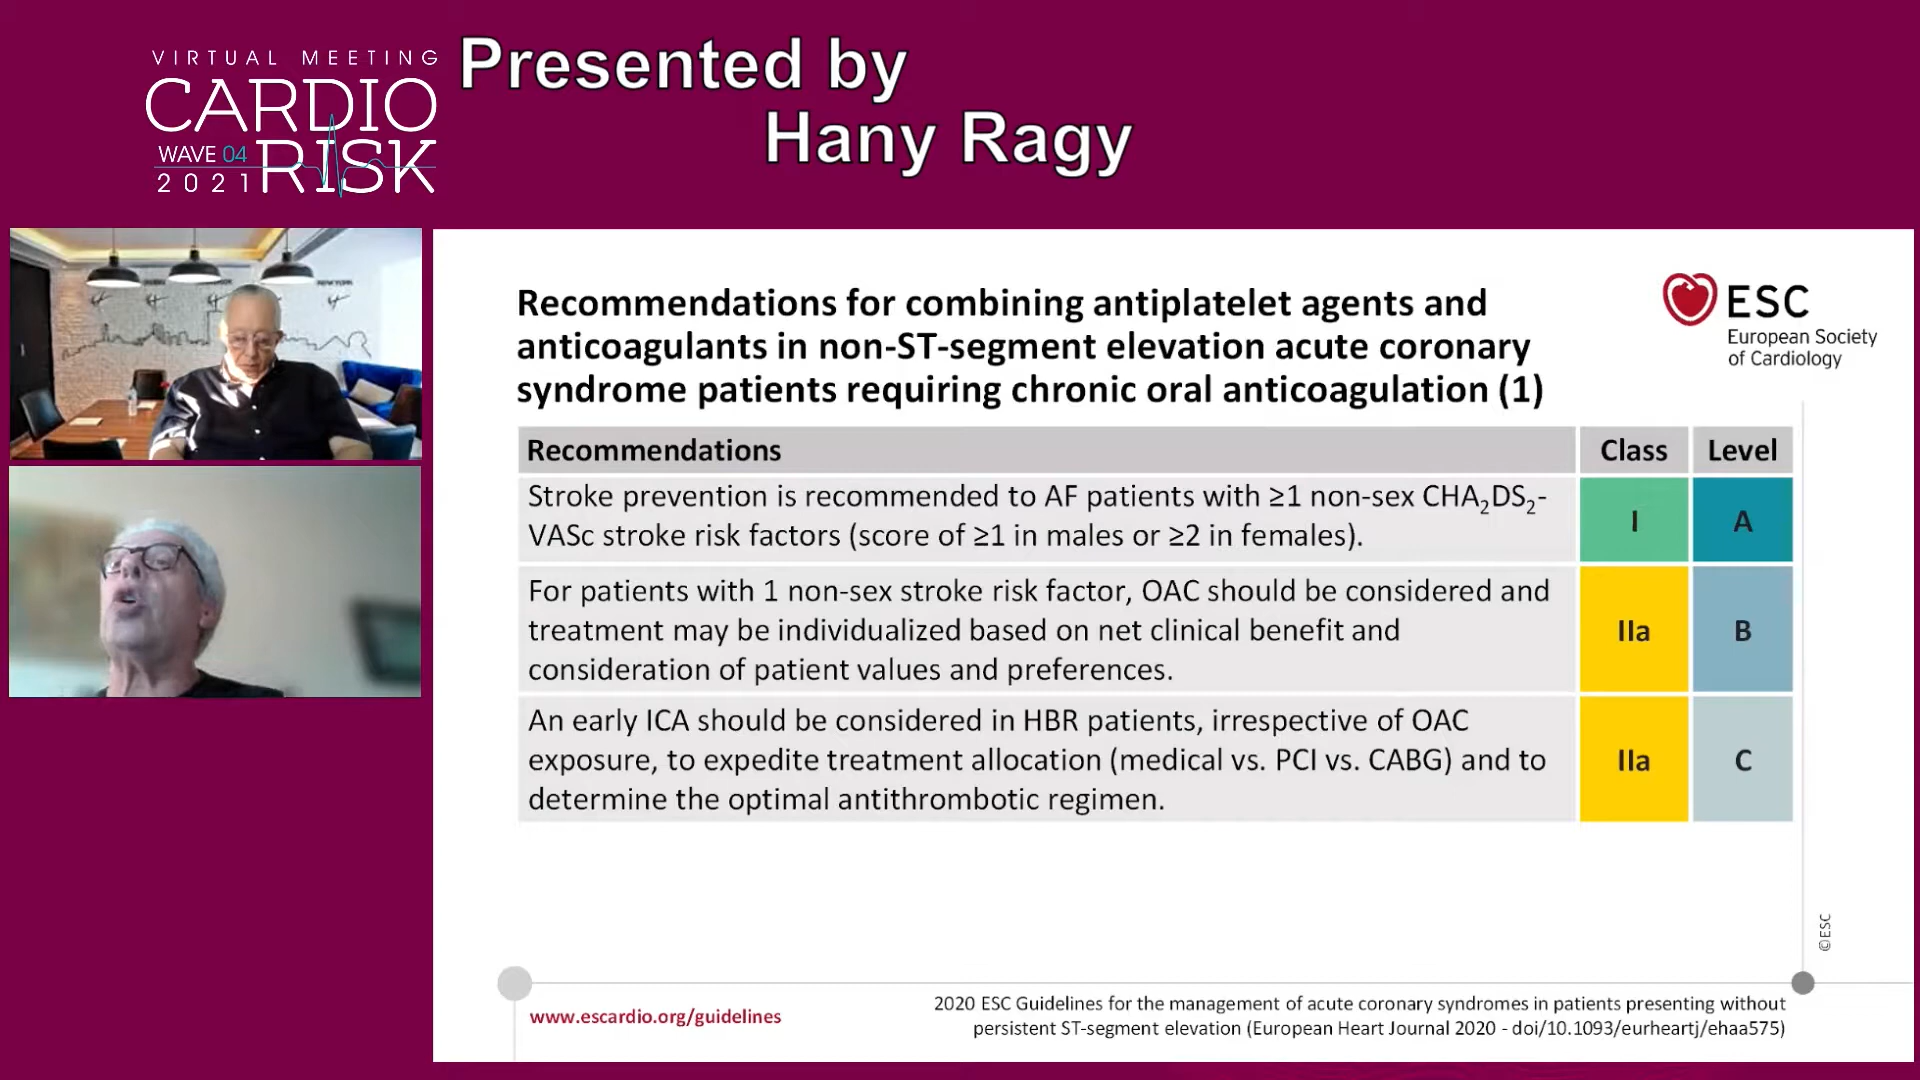 VIRTUAL MEETING
CARDIO
WAVE 04
RISK
2021
Presented by
Hany Ragy
Recommendations for combining antiplatelet agents and
anticoagulants in non-ST-segment elevation acute coronary
syndrome patients requiring chronic oral anticoagulation (1)
ESC
European Society
of Cardiology
Recommendations Class Level
Stroke prevention is recommended to AF patients with ≥1 non-sex CHA₂DS₂-
VASc stroke risk factors (score of ≥1 in males or ≥2 in females).
I A
For patients with 1 non-sex stroke risk factor, OAC should be considered and
treatment may be individualized based on net clinical benefit and
consideration of patient values and preferences.
IIa B
An early ICA should be considered in HBR patients, irrespective of OAC
exposure, to expedite treatment allocation (medical vs. PCI vs. CABG) and to
determine the optimal antithrombotic regimen.
IIa C
©ESC
www.escardio.org/guidelines
2020 ESC Guidelines for the management of acute coronary syndromes in patients presenting without
persistent ST-segment elevation (European Heart Journal 2020 - doi/10.1093/eurheartj/ehaa575)